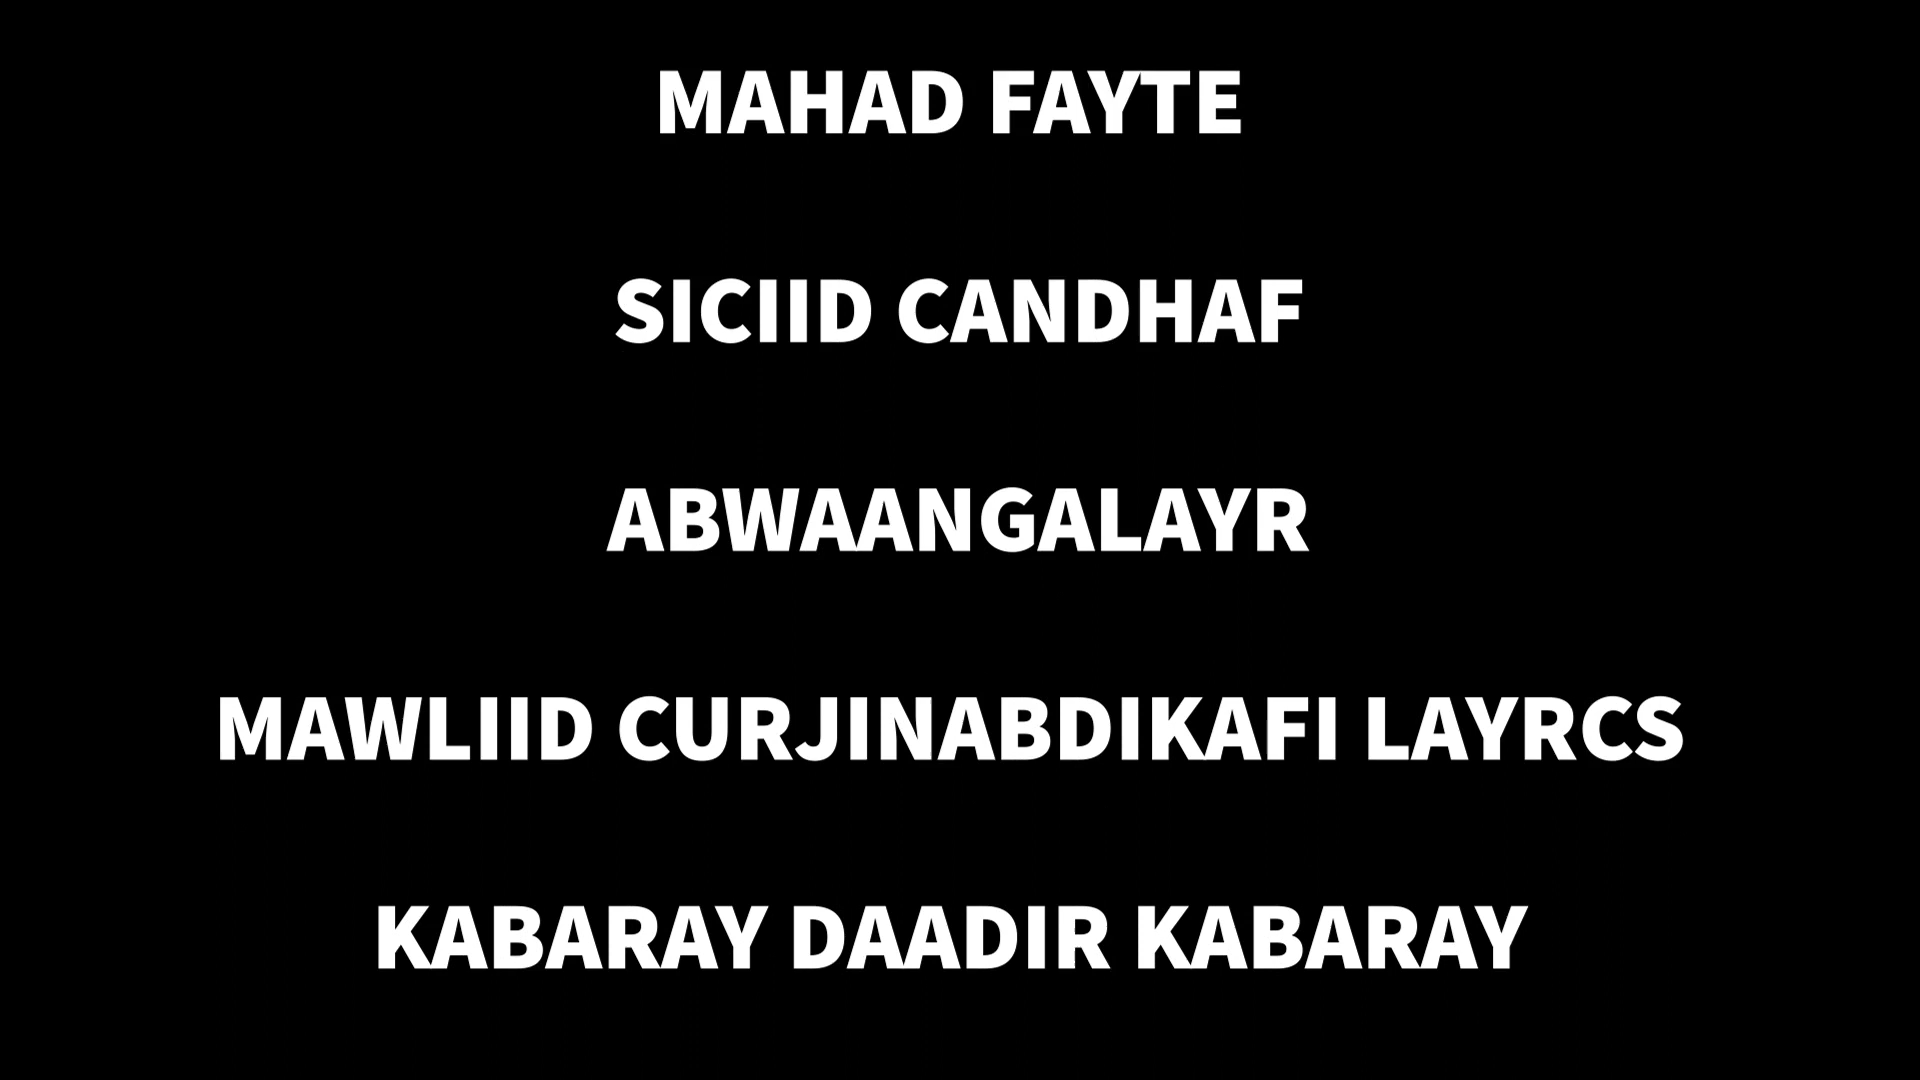 MAHAD FAYTE
SICIID CANDHAF
ABWAANGALAYR
MAWLIID CURJINABDIKAFI LAYRCS
KABARAY DAADIR KABARAY